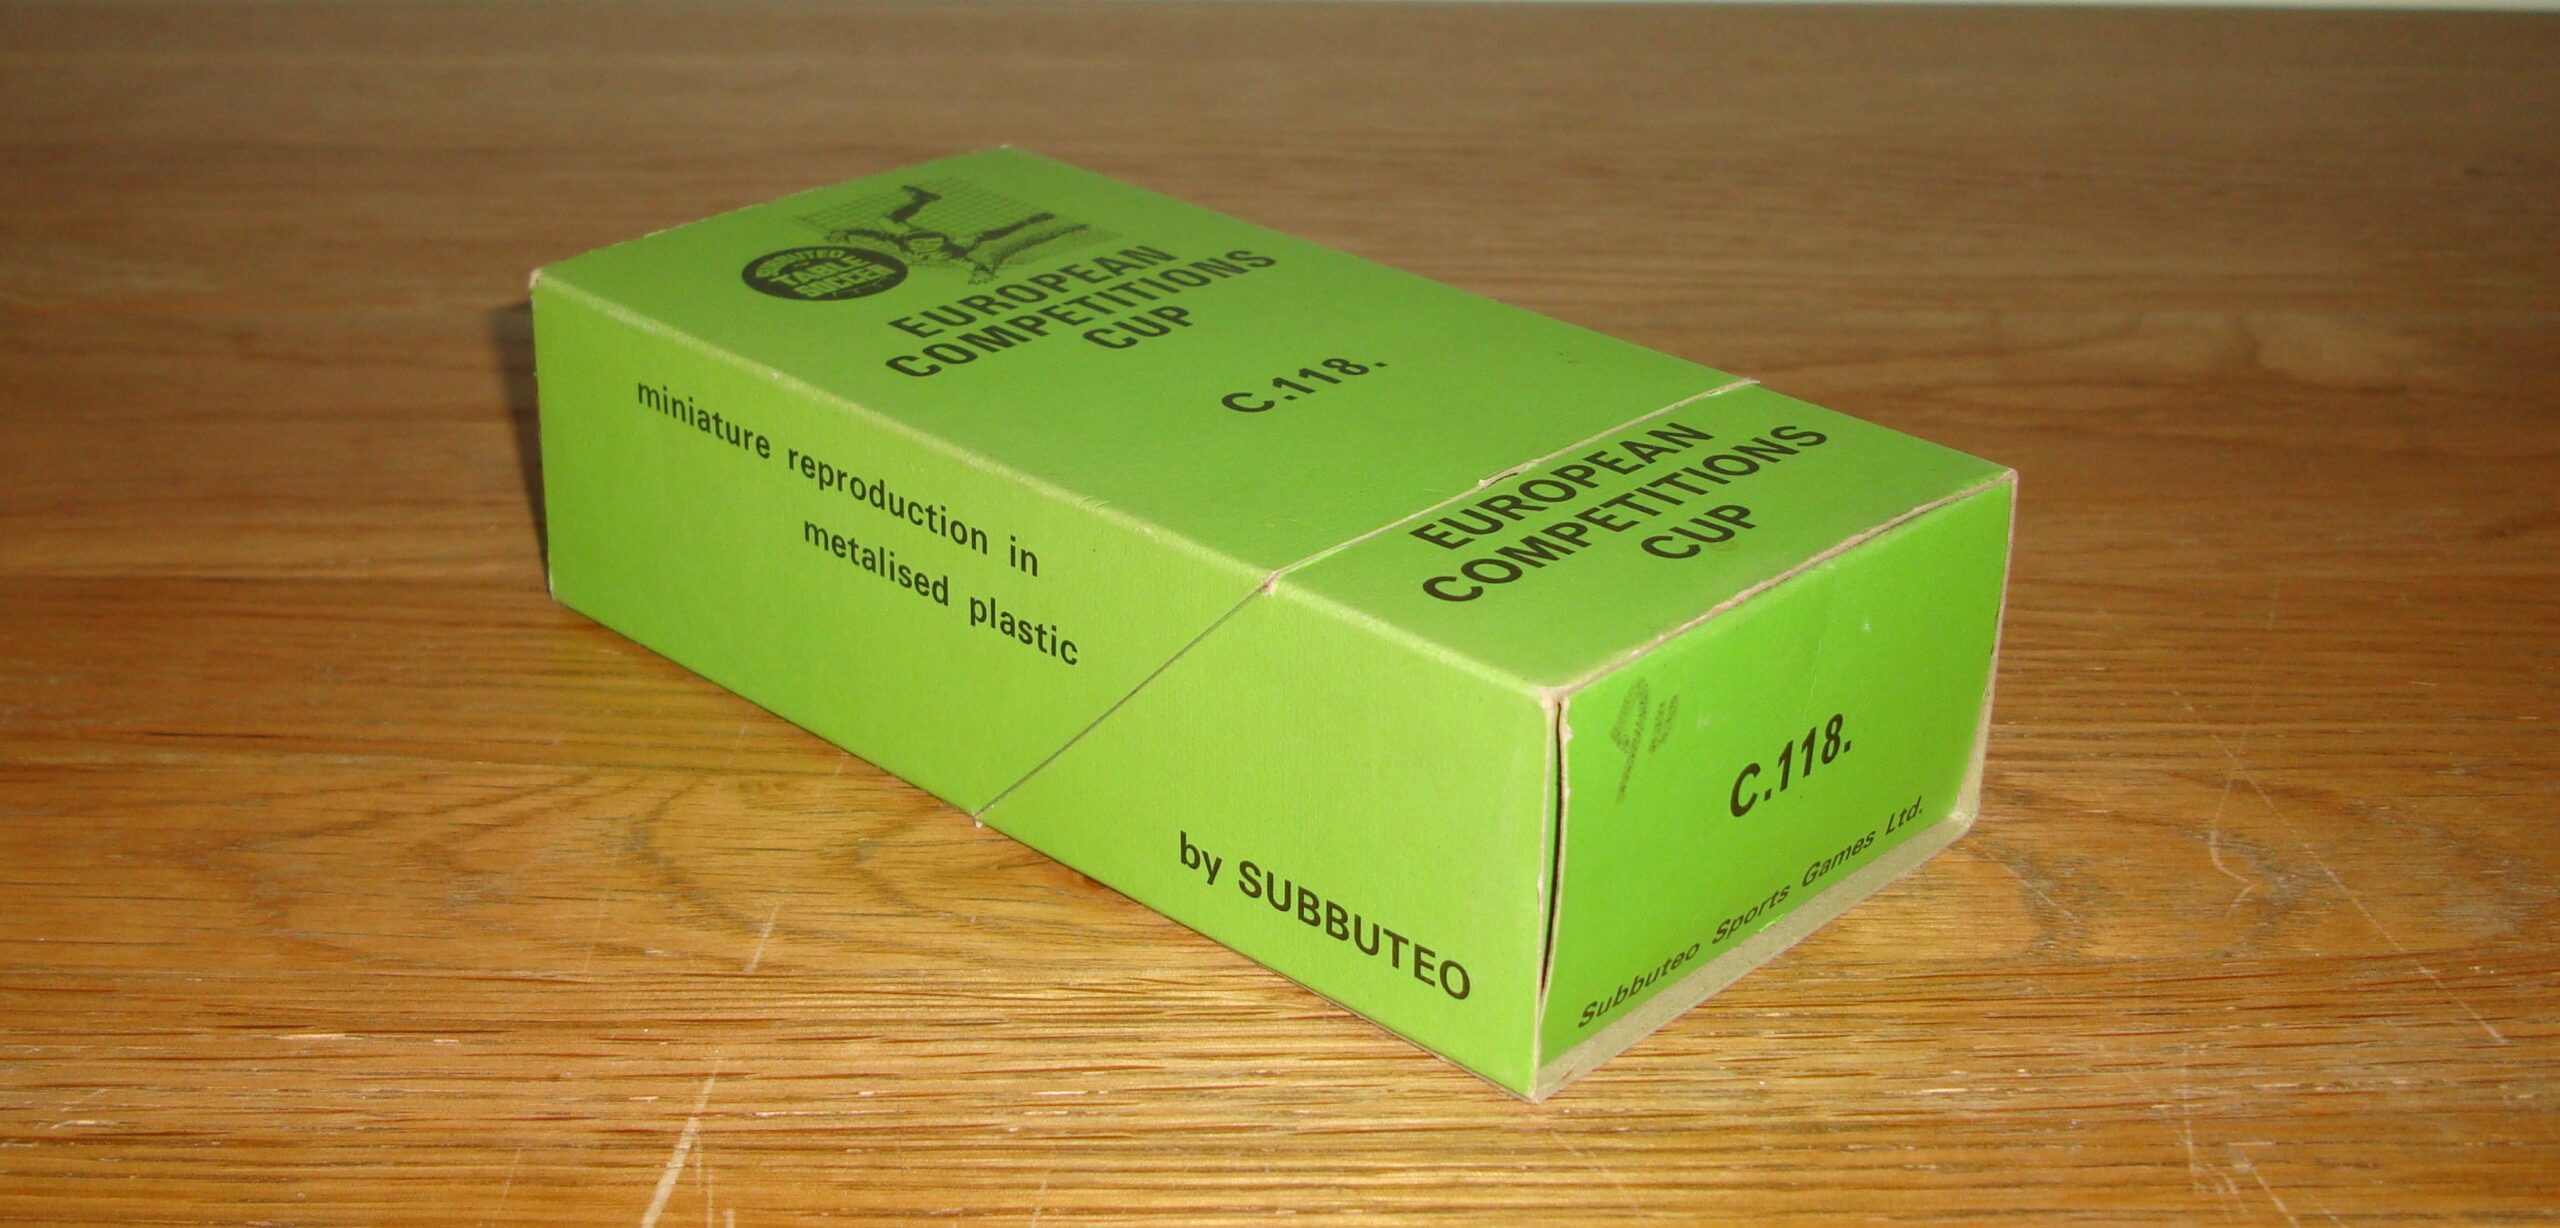 SUBBUTEO
TABLE
SOCCER
EUROPEAN
COMPETITIONS
CUP
C.118.
EUROPEAN
COMPETITIONS
CUP
miniature reproduction in
metalised plastic
by SUBBUTEO
C.118.
Subbuteo Sports Games Ltd.